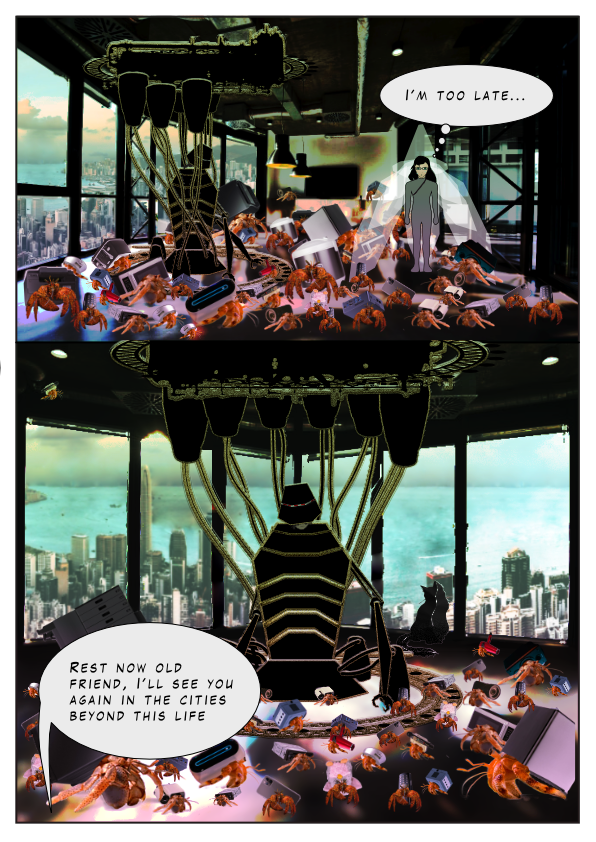 I'm too late...
Rest now old
friend, I'll see you
again in the cities
beyond this life